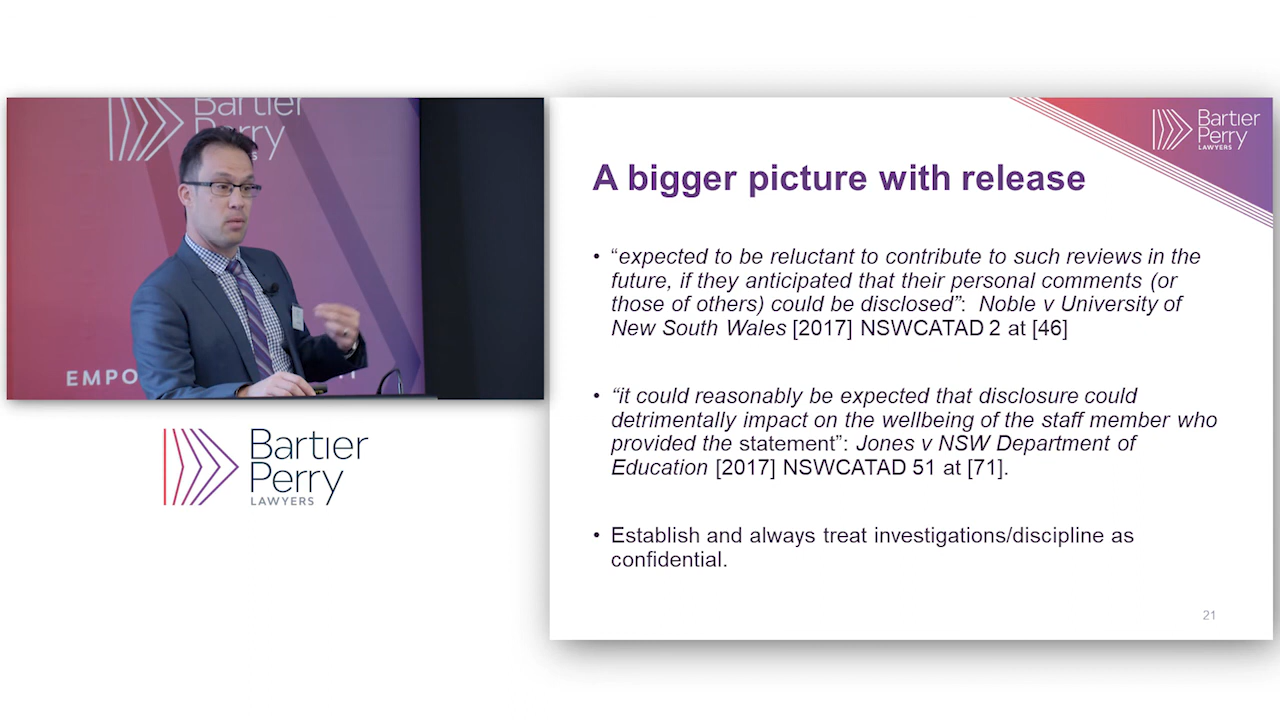 Bartier
Perry
EMPO
Bartier
Perry
LAWYERS
Bartier
Perry
LAWYERS
A bigger picture with release
• “expected to be reluctant to contribute to such reviews in the
future, if they anticipated that their personal comments (or
those of others) could be disclosed”: Noble v University of
New South Wales [2017] NSWCATAD 2 at [46]
• “it could reasonably be expected that disclosure could
detrimentally impact on the wellbeing of the staff member who
provided the statement”: Jones v NSW Department of
Education [2017] NSWCATAD 51 at [71].
• Establish and always treat investigations/discipline as
confidential.
21